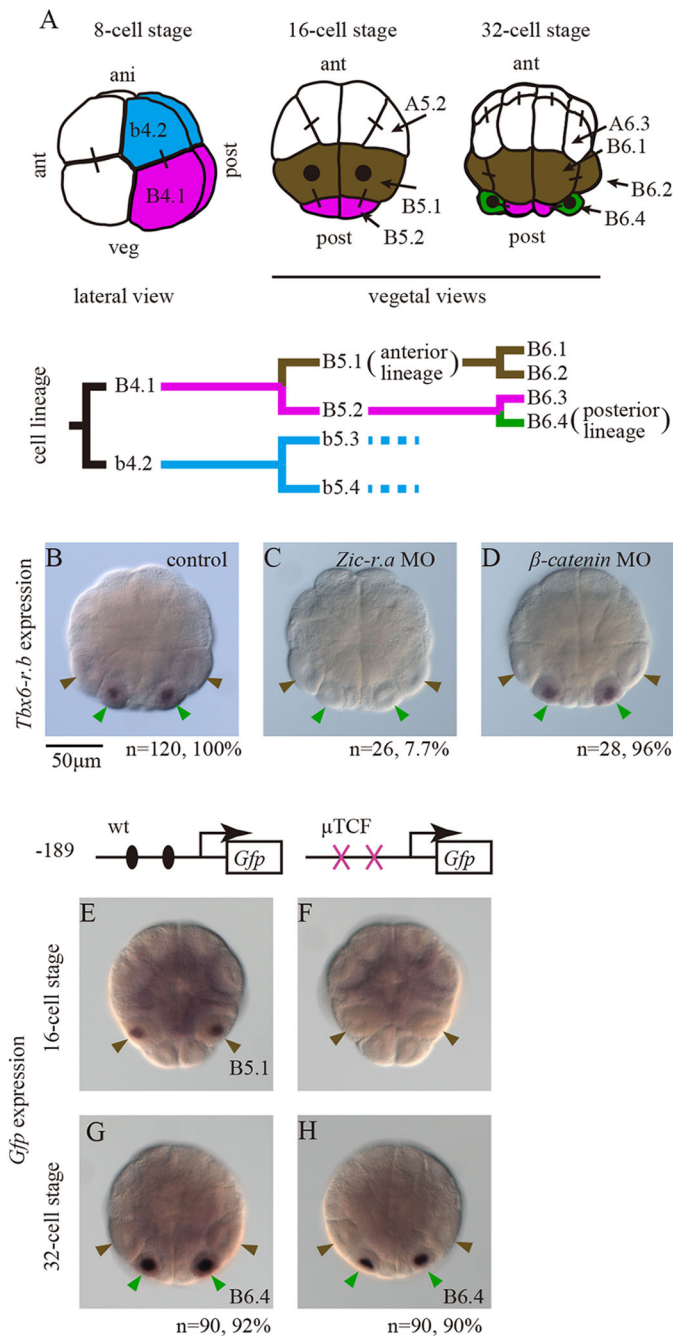 A
8-cell stage
16-cell stage
32-cell stage
ani
b4.2
ant
post
B4.1
veg
ant
A5.2
B5.1
post
B5.2
ant
A6.3
B6.1
B6.2
B6.4
post
lateral view
vegetal views
cell lineage
B4.1
b4.2
B5.1 (anterior lineage)
B5.2
b5.3
b5.4
B6.1
B6.2
B6.3
B6.4 (posterior lineage)
Tbx6-r.b expression
B
control
C
Zic-r.a MO
D
β-catenin MO
50μm
n=120, 100%
n=26, 7.7%
n=28, 96%
-189
wt
Gfp
μTCF
Gfp
Gfp expression
16-cell stage
E
B5.1
F
32-cell stage
G
B6.4
H
B6.4
n=90, 92%
n=90, 90%